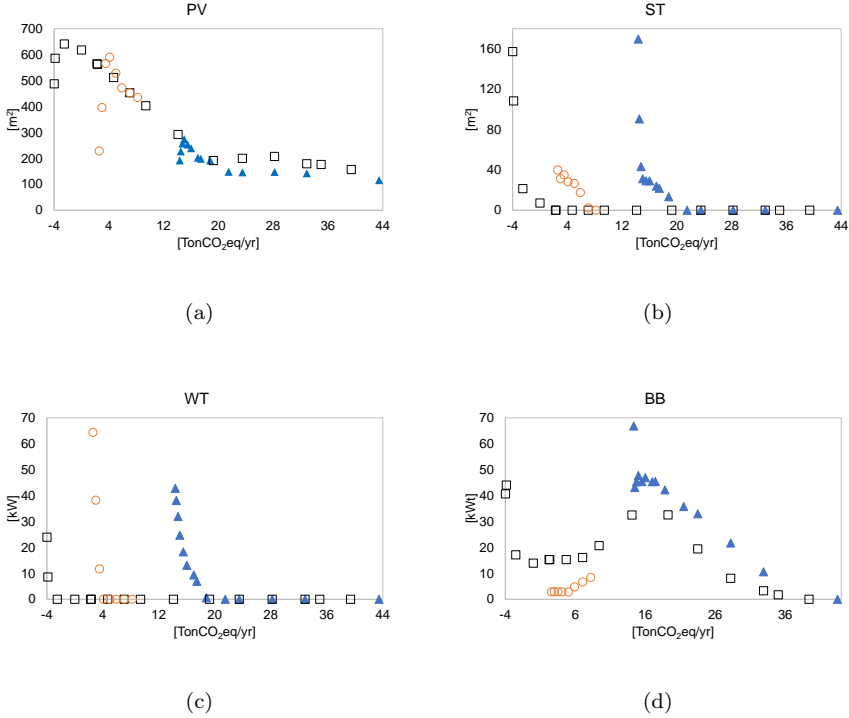 PV
[m²]
700
600
500
400
300
200
100
0
-4 4 12 20 28 36 44
[TonCO₂eq/yr]
(a)
ST
[m²]
160
120
80
40
0
-4 4 12 20 28 36 44
[TonCO₂eq/yr]
(b)
WT
[kW]
70
60
50
40
30
20
10
0
-4 4 12 20 28 36 44
[TonCO₂eq/yr]
(c)
BB
[kWt]
70
60
50
40
30
20
10
0
-4 6 16 26 36
[TonCO₂eq/yr]
(d)